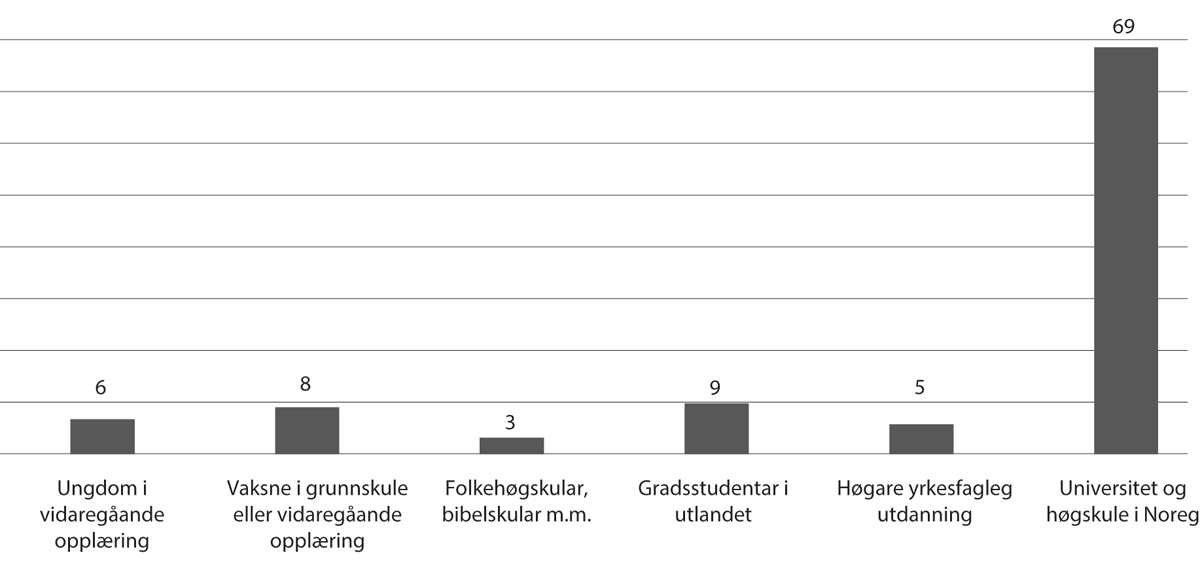 69
6
8
3
9
5
Ungdom i
vidaregåande
opplæring
Vaksne i grunnskule
eller vidaregåande
opplæring
Folkehøgskular,
bibelskular m.m.
Gradsstudentar i
utlandet
Høgare yrkesfagleg
utdanning
Universitet og
høgskule i Noreg